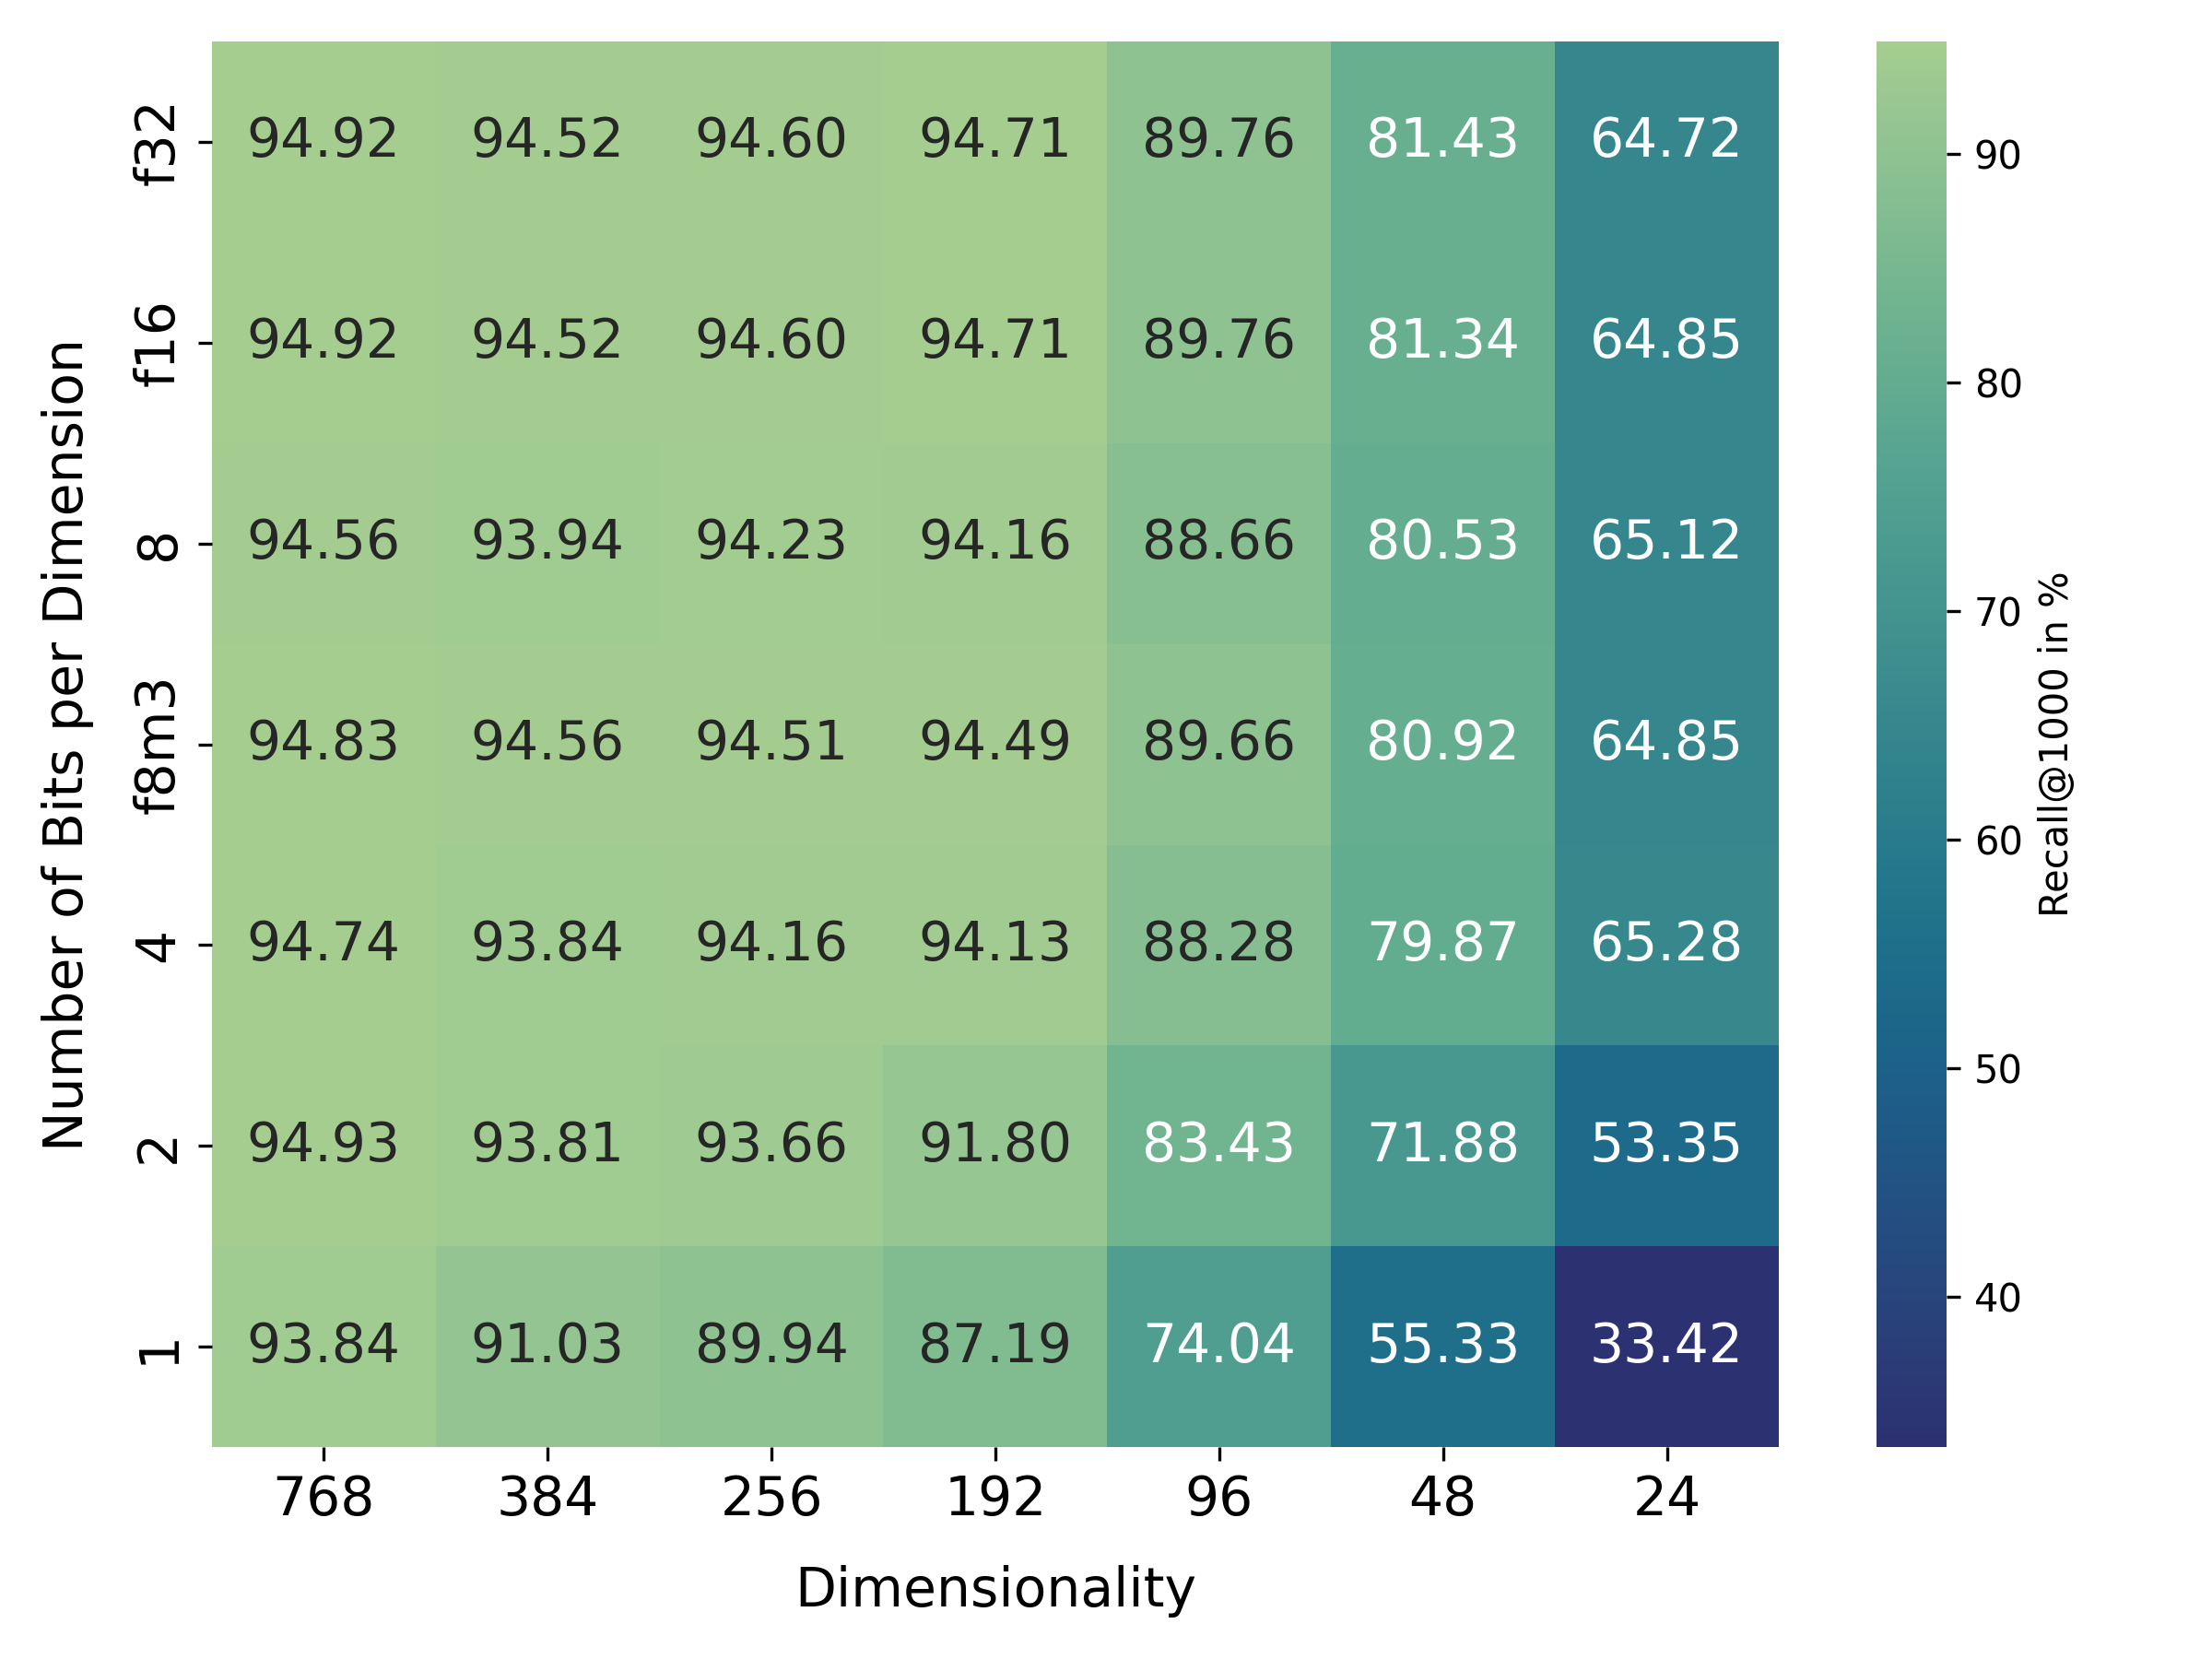 Number of Bits per Dimension
f32 94.92 94.52 94.60 94.71 89.76 81.43 64.72
f16 94.92 94.52 94.60 94.71 89.76 81.34 64.85
8 94.56 93.94 94.23 94.16 88.66 80.53 65.12
f8m3 94.83 94.56 94.51 94.49 89.66 80.92 64.85
4 94.74 93.84 94.16 94.13 88.28 79.87 65.28
2 94.93 93.81 93.66 91.80 83.43 71.88 53.35
1 93.84 91.03 89.94 87.19 74.04 55.33 33.42
768 384 256 192 96 48 24
Dimensionality
90
80
70
60
50
40
Recall@1000 in %